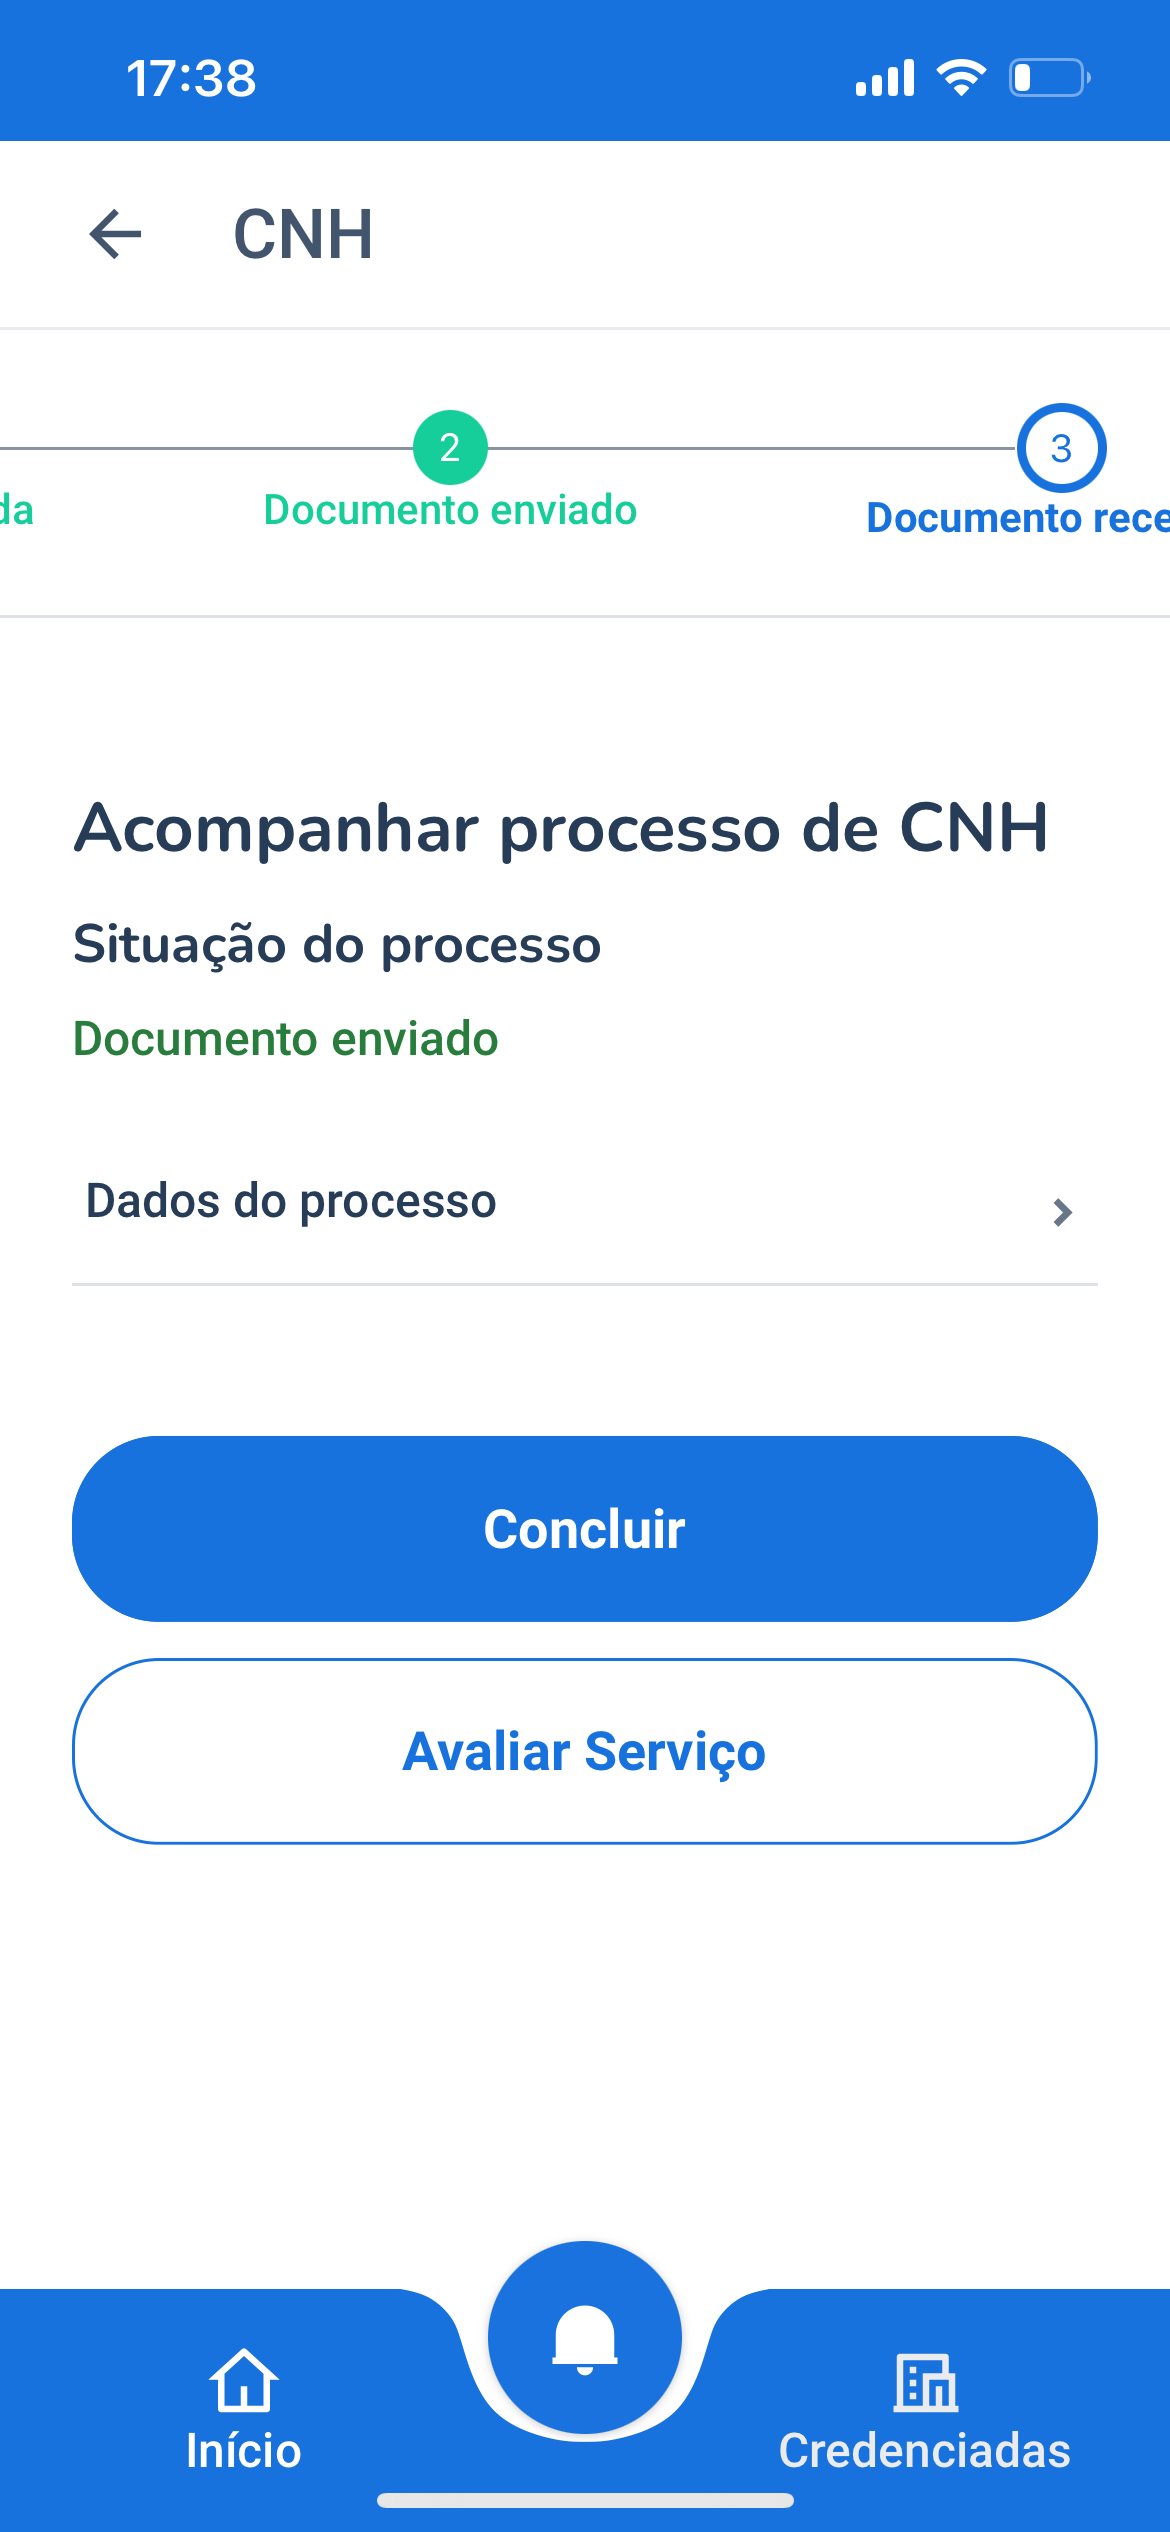 17:38
CNH
2
3
da
Documento enviado
Documento rece
Acompanhar processo de CNH
Situação do processo
Documento enviado
Dados do processo
Concluir
Avaliar Serviço
Início
Credenciadas